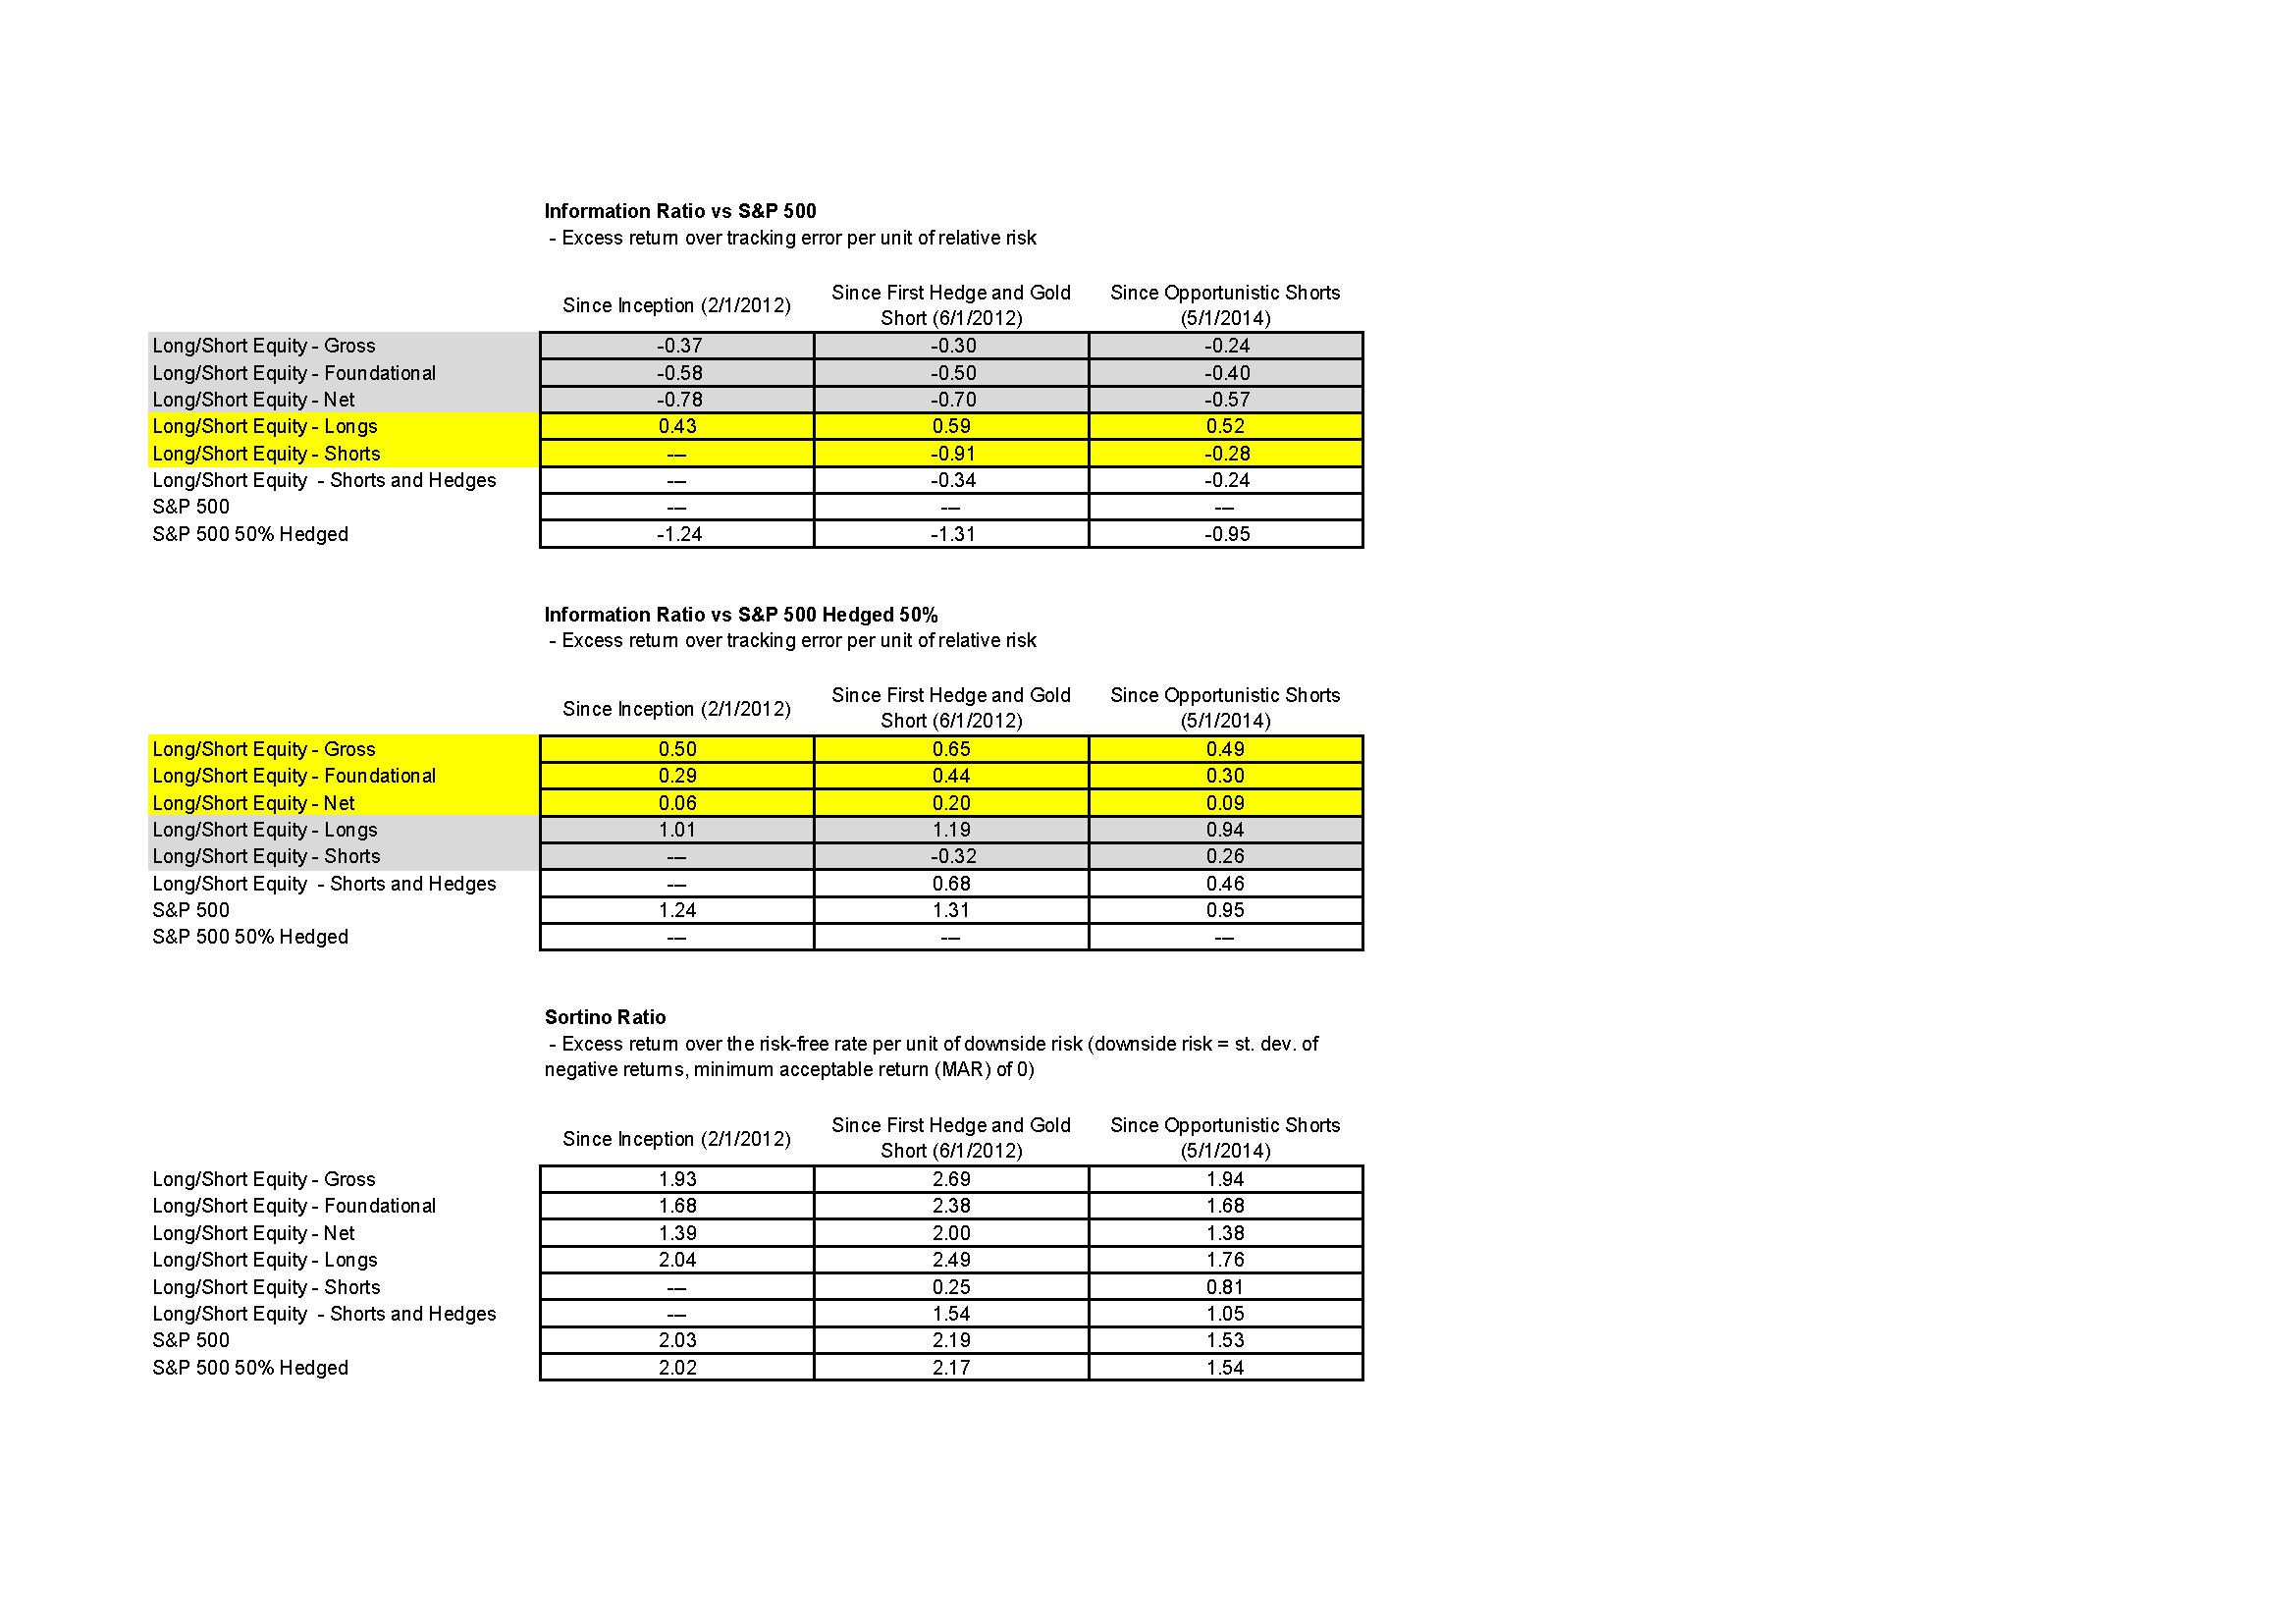 Information Ratio vs S&P 500
- Excess return over tracking error per unit of relative risk
Since Inception (2/1/2012) Since First Hedge and Gold Short (6/1/2012) Since Opportunistic Shorts (5/1/2014)
Long/Short Equity - Gross -0.37 -0.30 -0.24
Long/Short Equity - Foundational -0.58 -0.50 -0.40
Long/Short Equity - Net -0.78 -0.70 -0.57
Long/Short Equity - Longs 0.43 0.59 0.52
Long/Short Equity - Shorts --- -0.91 -0.28
Long/Short Equity - Shorts and Hedges --- -0.34 -0.24
S&P 500 --- --- ---
S&P 500 50% Hedged -1.24 -1.31 -0.95
Information Ratio vs S&P 500 Hedged 50%
- Excess return over tracking error per unit of relative risk
Since Inception (2/1/2012) Since First Hedge and Gold Short (6/1/2012) Since Opportunistic Shorts (5/1/2014)
Long/Short Equity - Gross 0.50 0.65 0.49
Long/Short Equity - Foundational 0.29 0.44 0.30
Long/Short Equity - Net 0.06 0.20 0.09
Long/Short Equity - Longs 1.01 1.19 0.94
Long/Short Equity - Shorts --- -0.32 0.26
Long/Short Equity - Shorts and Hedges --- 0.68 0.46
S&P 500 1.24 1.31 0.95
S&P 500 50% Hedged --- --- ---
Sortino Ratio
- Excess return over the risk-free rate per unit of downside risk (downside risk = st. dev. of
negative returns, minimum acceptable return (MAR) of 0)
Since Inception (2/1/2012) Since First Hedge and Gold Short (6/1/2012) Since Opportunistic Shorts (5/1/2014)
Long/Short Equity - Gross 1.93 2.69 1.94
Long/Short Equity - Foundational 1.68 2.38 1.68
Long/Short Equity - Net 1.39 2.00 1.38
Long/Short Equity - Longs 2.04 2.49 1.76
Long/Short Equity - Shorts --- 0.25 0.81
Long/Short Equity - Shorts and Hedges --- 1.54 1.05
S&P 500 2.03 2.19 1.53
S&P 500 50% Hedged 2.02 2.17 1.54